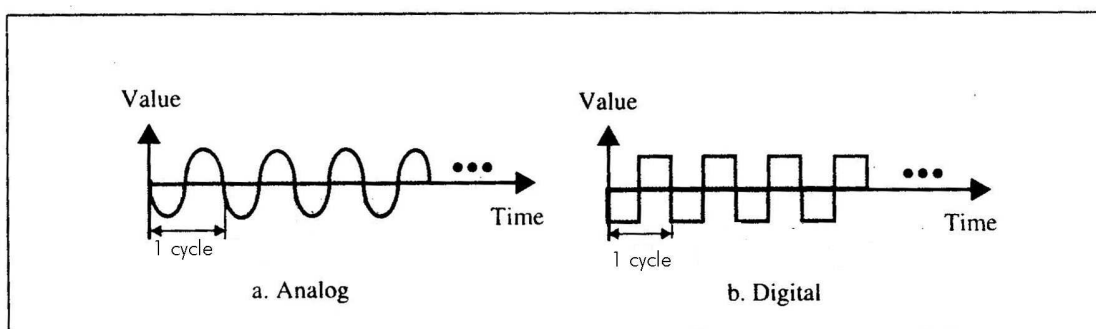 Value
Time
1 cycle
a. Analog
Value
Time
1 cycle
b. Digital